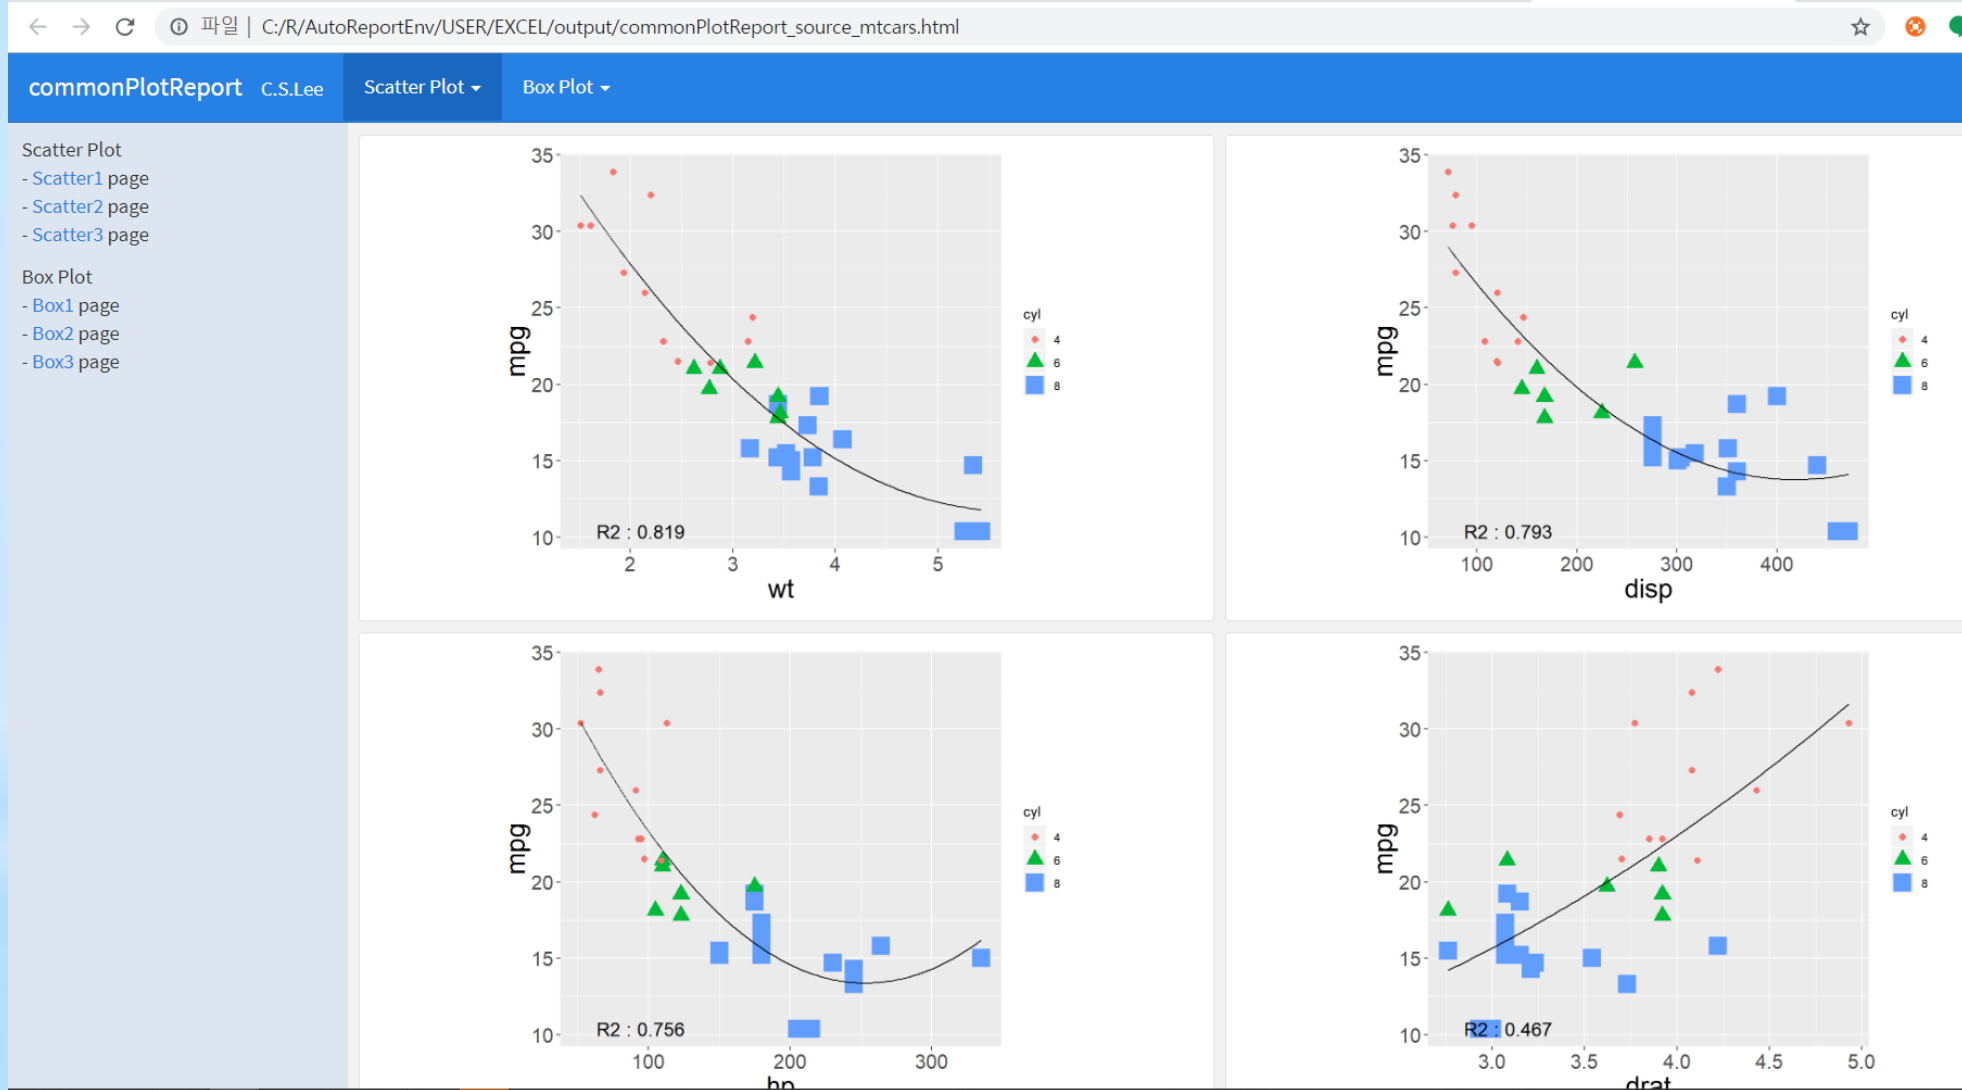 파일 | C:/R/AutoReportEnv/USER/EXCEL/output/commonPlotReport_source_mtcars.html
commonPlotReport C.S.Lee Scatter Plot Box Plot
Scatter Plot
- Scatter1 page
- Scatter2 page
- Scatter3 page
Box Plot
- Box1 page
- Box2 page
- Box3 page
35
30
25
20
15
10
mpg
R2 : 0.819
2 3 4 5
wt
cyl
4
6
8
35
30
25
20
15
10
mpg
R2 : 0.793
100 200 300 400
disp
cyl
4
6
8
35
30
25
20
15
10
mpg
R2 : 0.756
100 200 300
hp
cyl
4
6
8
35
30
25
20
15
10
mpg
R2 : 0.467
3.0 3.5 4.0 4.5 5.0
drat
cyl
4
6
8